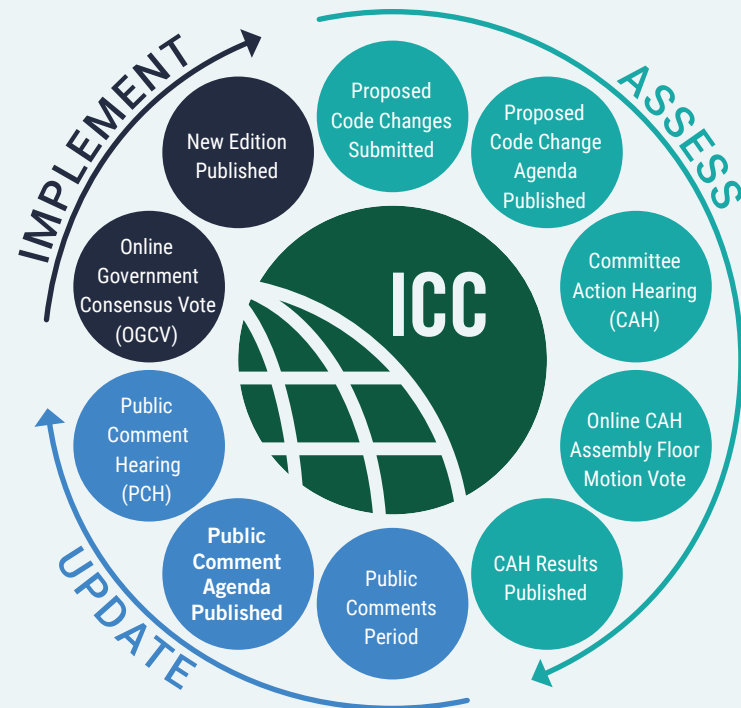 ICC
ASSESS
Proposed
Code Changes
Submitted
Proposed
Code Change
Agenda
Published
Committee
Action Hearing
(CAH)
Online CAH
Assembly Floor
Motion Vote
CAH Results
Published
UPDATE
Public
Comments
Period
Public
Comment
Agenda
Published
Public
Comment
Hearing
(PCH)
IMPLEMENT
Online
Government
Consensus Vote
(OGCV)
New Edition
Published